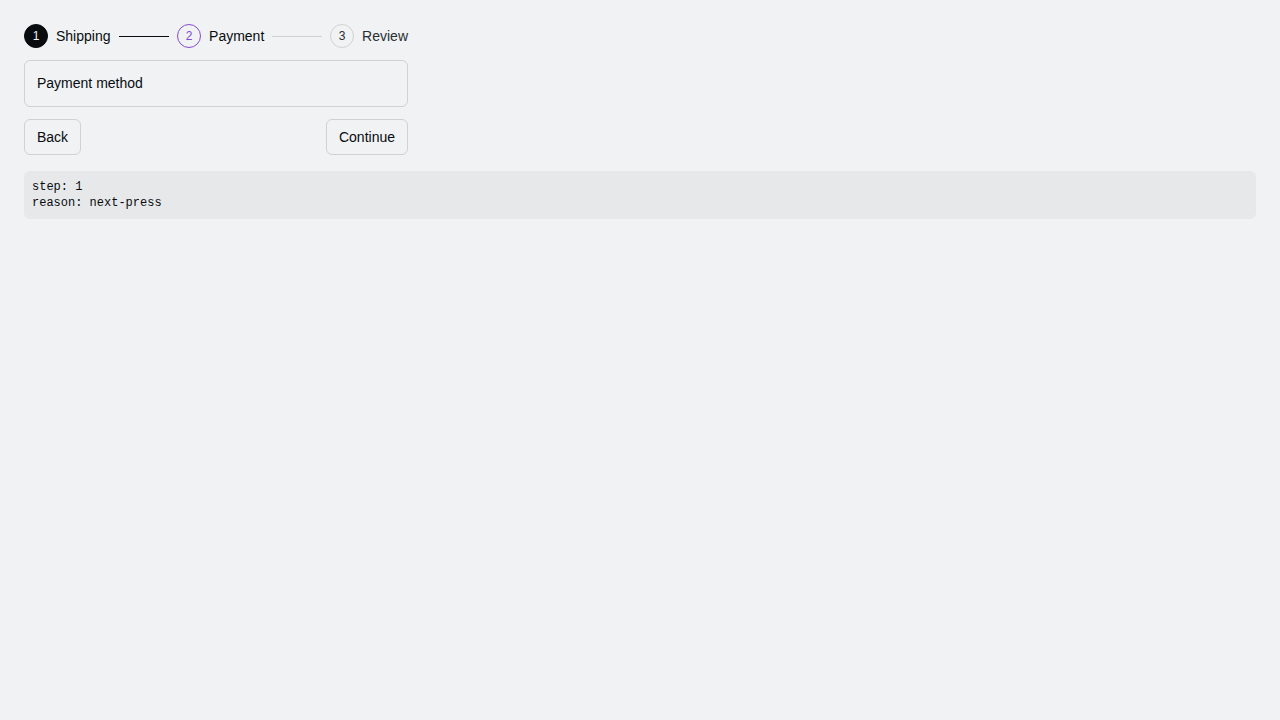 1 Shipping 2 Payment 3 Review
Payment method
Back Continue
step: 1
reason: next-press